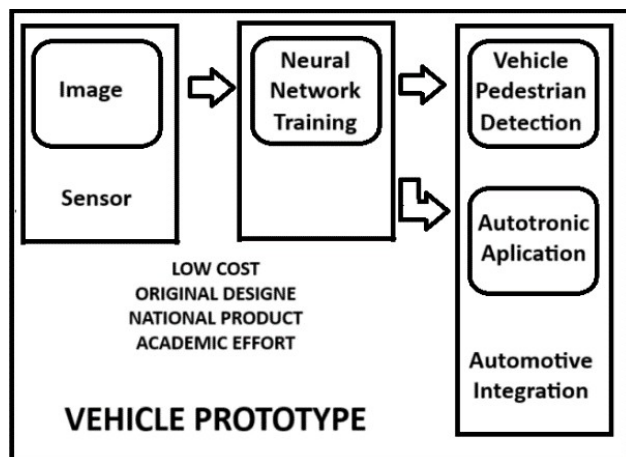 Image
Sensor
Neural
Network
Training
Vehicle
Pedestrian
Detection
Autotronic
Aplication
Automotive
Integration
LOW COST
ORIGINAL DESIGNE
NATIONAL PRODUCT
ACADEMIC EFFORT
VEHICLE PROTOTYPE